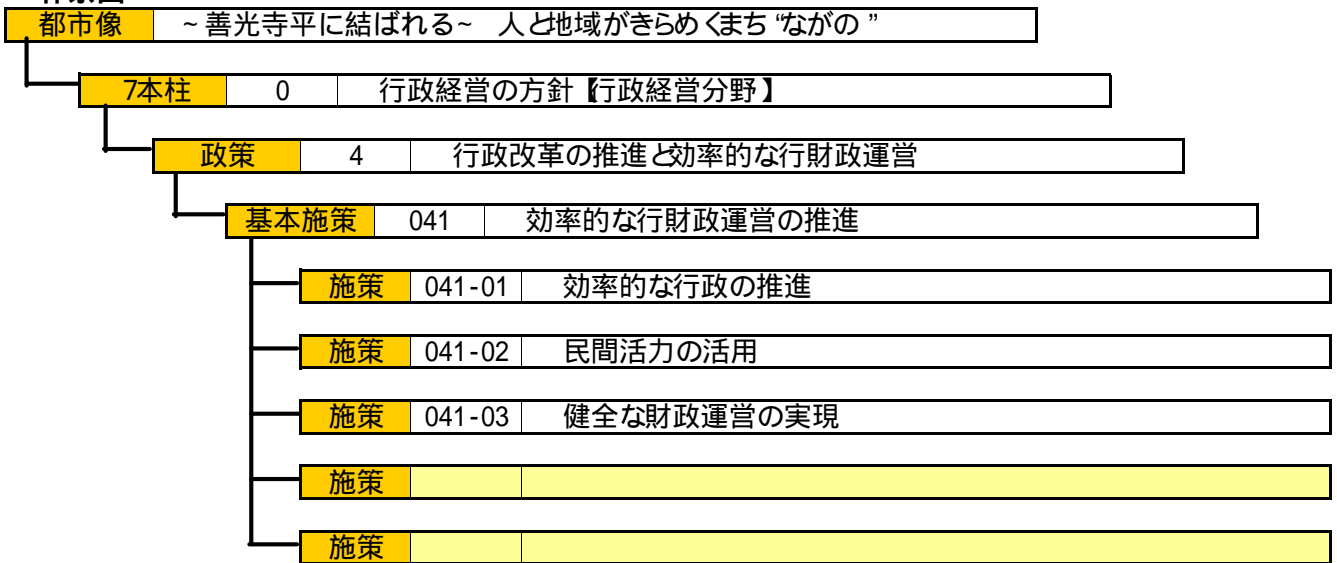 都市像 ~善光寺平に結ばれる~ 人と地域がきらめくまち “ながの”
7本柱 0 行政経営の方針【行政経営分野】
政策 4 行政改革の推進と効率的な行財政運営
基本施策 041 効率的な行財政運営の推進
施策 041-01 効率的な行政の推進
施策 041-02 民間活力の活用
施策 041-03 健全な財政運営の実現
施策
施策